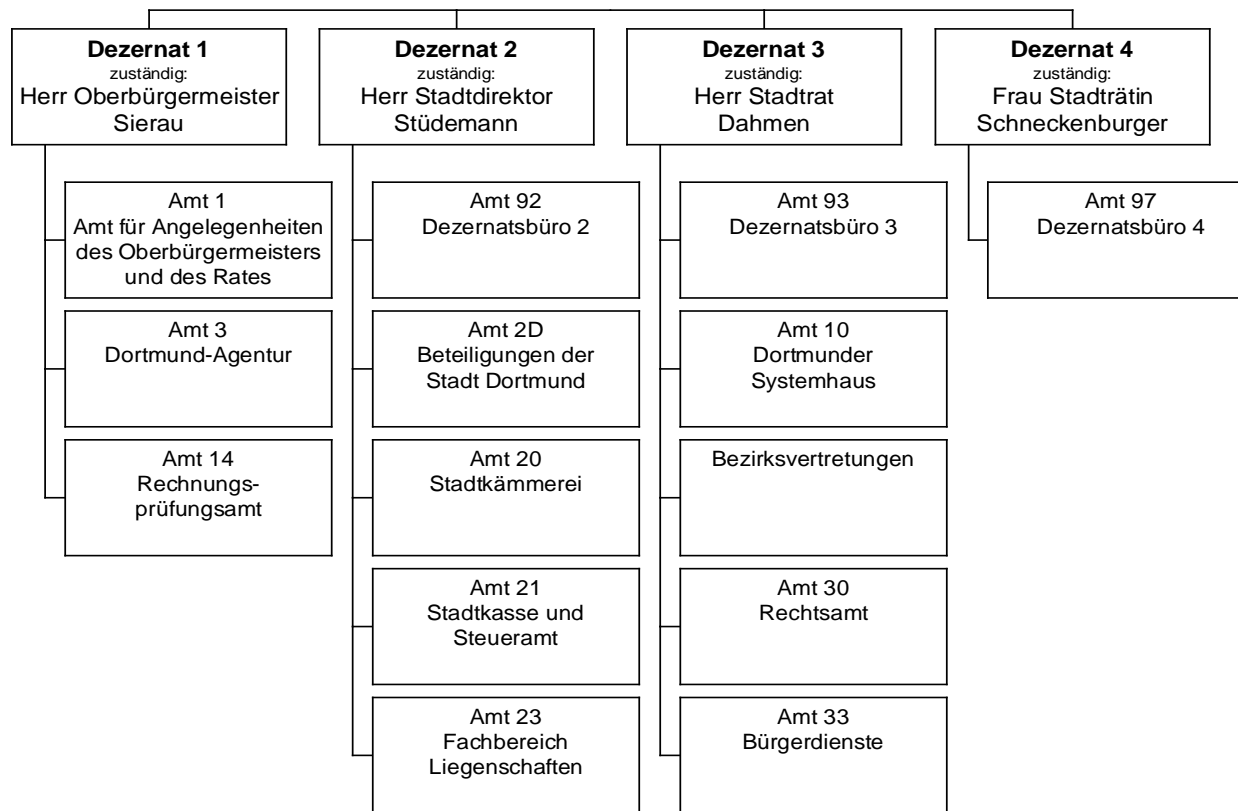 Dezernat 1
zuständig:
Herr Oberbürgermeister
Sierau
Amt 1
Amt für Angelegenheiten
des Oberbürgermeisters
und des Rates
Amt 3
Dortmund-Agentur
Amt 14
Rechnungs-
prüfungsamt
Dezernat 2
zuständig:
Herr Stadtdirektor
Stüdemann
Amt 92
Dezernatsbüro 2
Amt 2D
Beteiligungen der
Stadt Dortmund
Amt 20
Stadtkämmerei
Amt 21
Stadtkasse und
Steueramt
Amt 23
Fachbereich
Liegenschaften
Dezernat 3
zuständig:
Herr Stadtrat
Dahmen
Amt 93
Dezernatsbüro 3
Amt 10
Dortmunder
Systemhaus
Bezirksvertretungen
Amt 30
Rechtsamt
Amt 33
Bürgerdienste
Dezernat 4
zuständig:
Frau Stadträtin
Schneckenburger
Amt 97
Dezernatsbüro 4